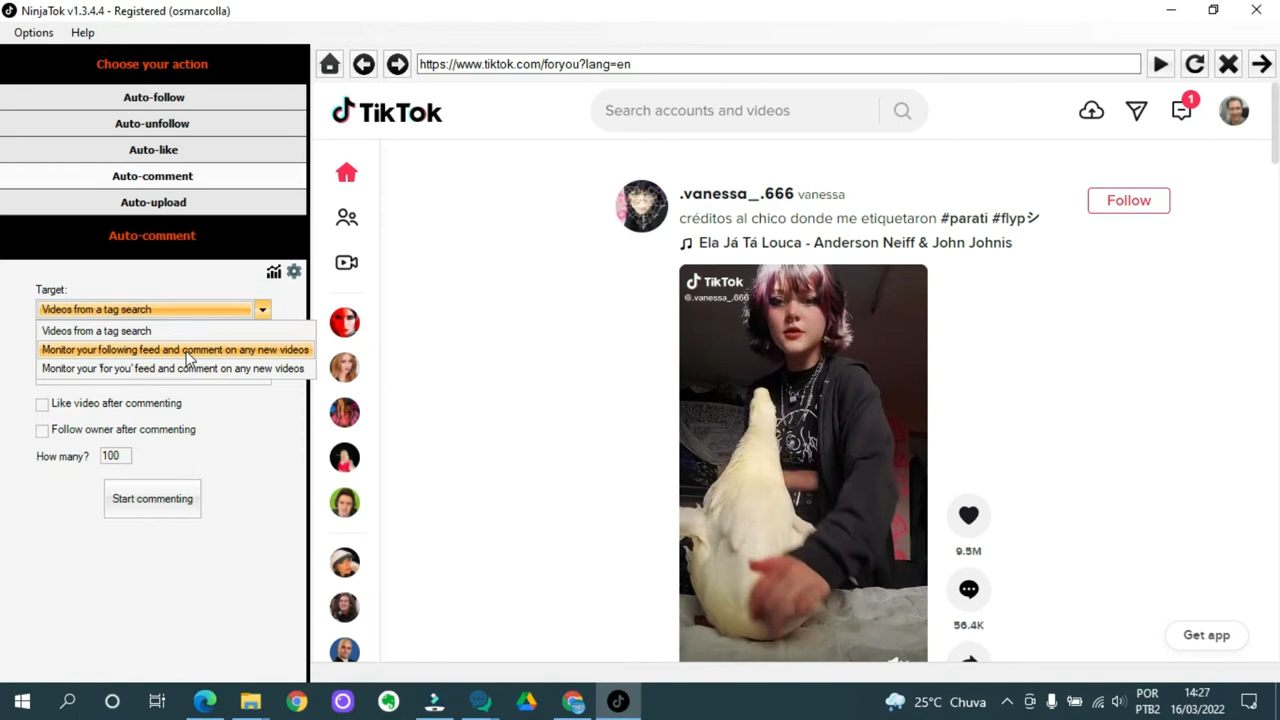 NinjaTok v1.3.4.4 - Registered (osmarcolla)
Options Help
Choose your action
Auto-follow
Auto-unfollow
Auto-like
Auto-comment
Auto-upload
Auto-comment
Target:
Videos from a tag search
Videos from a tag search
Monitor your following feed and comment on any new videos
Monitor your 'for you' feed and comment on any new videos
Like video after commenting
Follow owner after commenting
How many? 100
Start commenting
https://www.tiktok.com/foryou?lang=en
TikTok
Search accounts and videos
1
.vanessa_.666 vanessa
Follow
créditos al chico donde me etiquetaron #parati #flypシ
Ela Já Tá Louca - Anderson Neiff & John Johnis
TikTok
@.vanessa_.666
9.5M
56.4K
Get app
25°C Chuva
POR
PTB2
14:27
16/03/2022